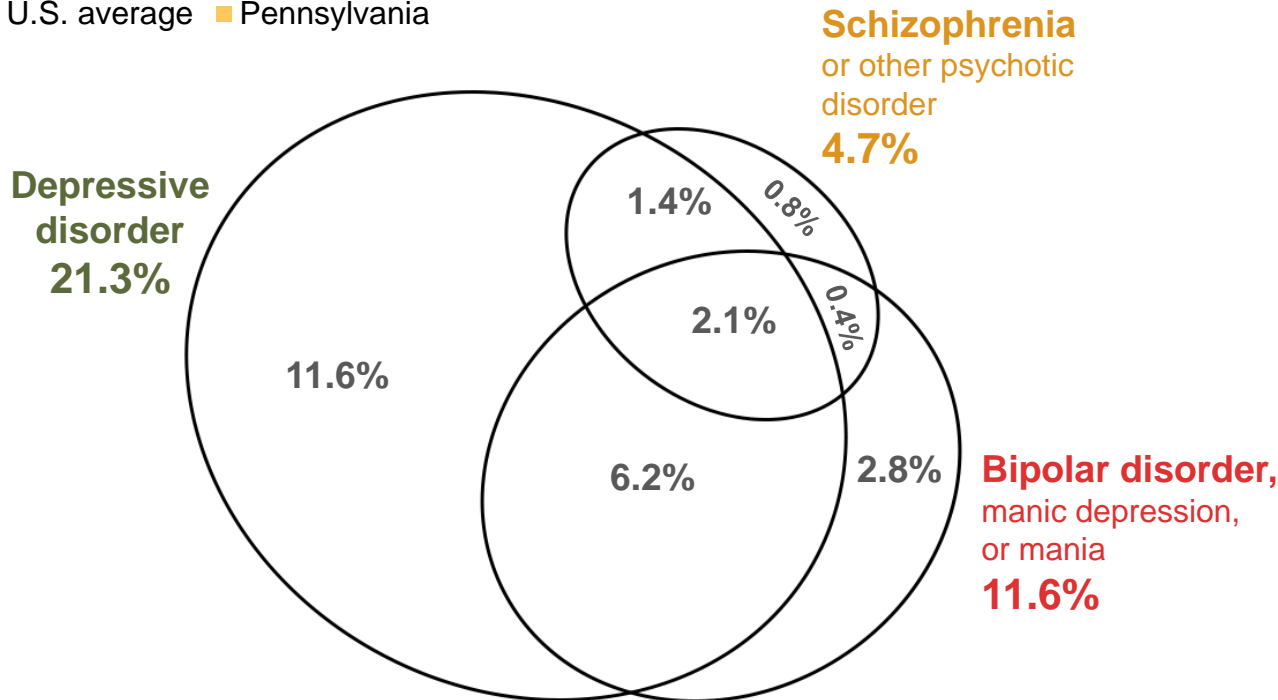 U.S. average Pennsylvania
Schizophrenia
or other psychotic
disorder
4.7%
Depressive
disorder
21.3%
1.4%
0.8%
2.1%
0.4%
11.6%
6.2%
2.8%
Bipolar disorder,
manic depression,
or mania
11.6%